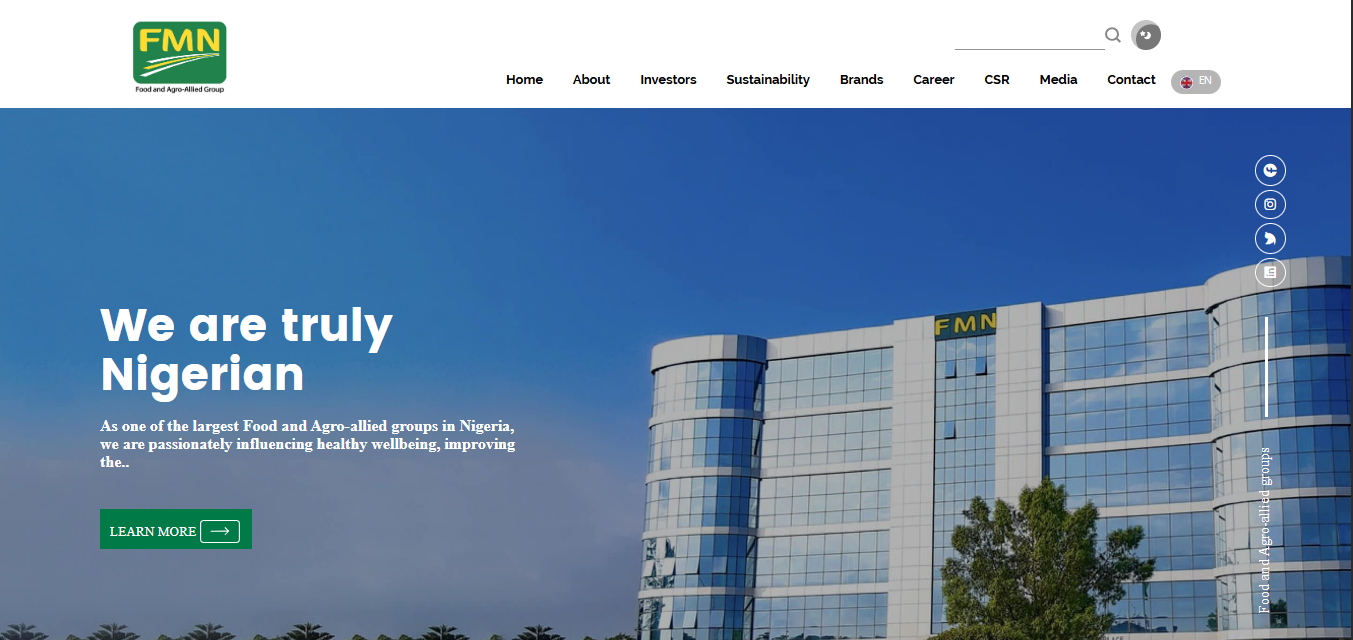 FMN
Food and Agro-Allied Group
Home About Investors Sustainability Brands Career CSR Media Contact EN
FMN
We are truly
Nigerian
As one of the largest Food and Agro-allied groups in Nigeria,
we are passionately influencing healthy wellbeing, improving
the..
LEARN MORE
Food and Agro-allied groups